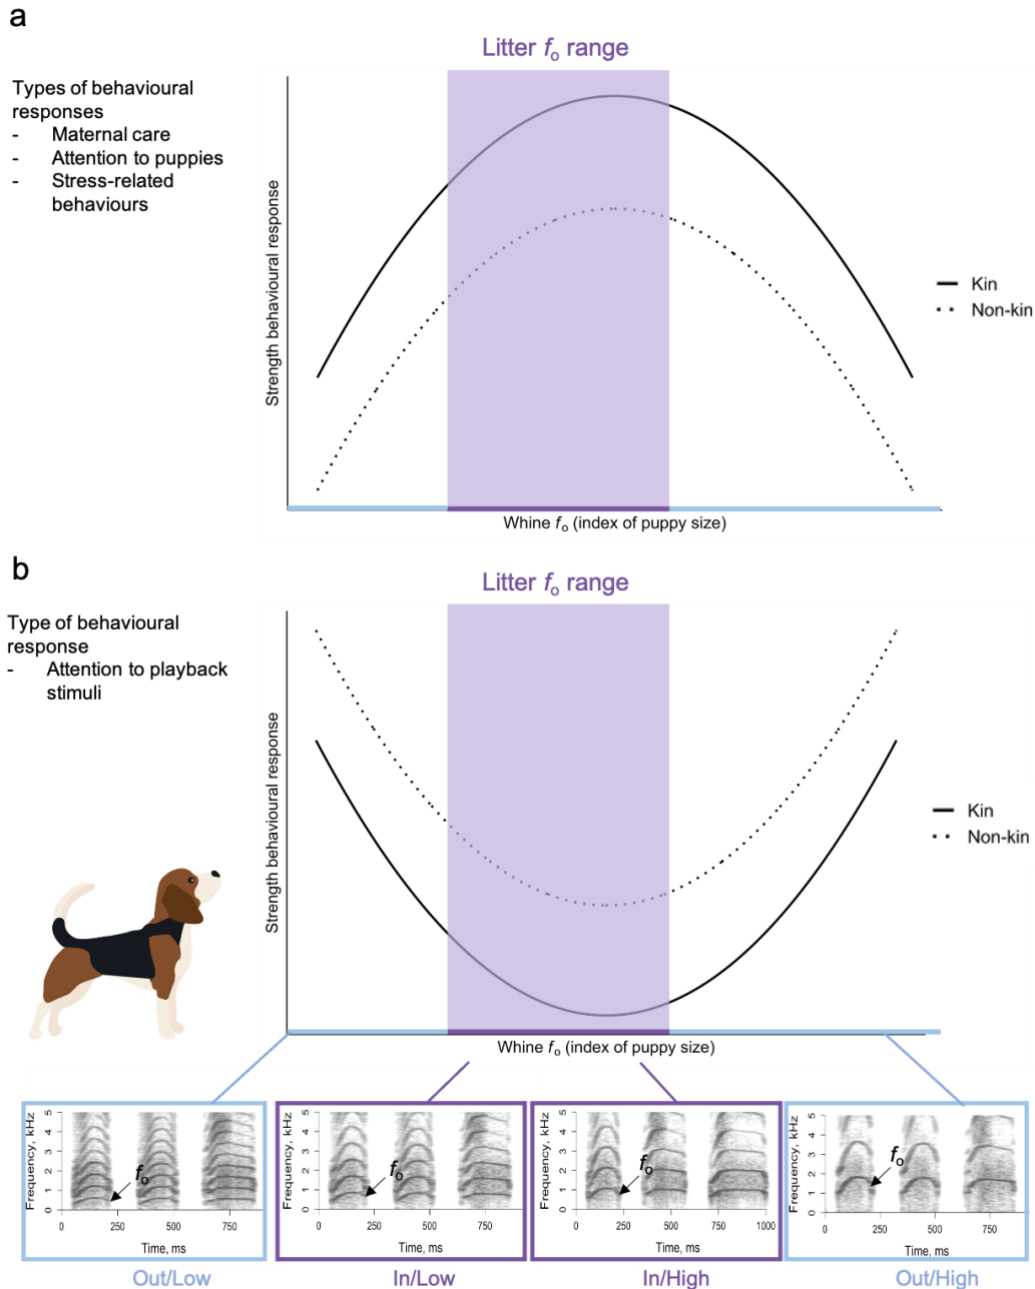 a
Litter fo range
Types of behavioural
responses
- Maternal care
- Attention to puppies
- Stress-related
behaviours
Strength behavioural response
Kin
Non-kin
Whine fo (index of puppy size)
b
Litter fo range
Type of behavioural
response
- Attention to playback
stimuli
Strength behavioural response
Kin
Non-kin
Whine fo (index of puppy size)
Frequency, kHz
5
4
3
2
1
0
fo
0 250 500 750
Time, ms
Out/Low
Frequency, kHz
5
4
3
2
1
0
fo
0 250 500 750
Time, ms
In/Low
Frequency, kHz
5
4
3
2
1
0
fo
0 250 500 750 1000
Time, ms
In/High
Frequency, kHz
5
4
3
2
1
0
fo
0 250 500 750
Time, ms
Out/High